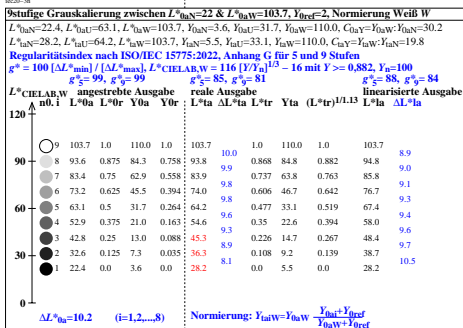 9stufige Grauskalierung zwischen L*0aN=22 & L*0aW=103.7, Y0ref=2, Normierung Weiß W
L*0aN=22.4, L*0aU=63.1, L*0aW=103.7, Y0aN=3.6, Y0aU=31.7, Y0aW=110.0, C0aY=Y0aW:Y0aN=30.2
L*taN=28.2, L*taU=64.2, L*taW=103.7, YtaN=5.5, YtaU=33.1, YtaW=110.0, CtaY=YtaW:YtaN=19.8
Regularitätsindex nach ISO/IEC 15775:2022, Anhang G für 5 und 9 Stufen
g* = 100 [ΔL*min] / [ΔL*max], L*CIELAB,W = 116 [Y/Yn]1/3 − 16 mit Y >= 0,882, Yn=100
g*5= 99, g*9= 99 g*5= 85, g*9= 81 g*5= 88, g*9= 84
L*CIELAB,W angestrebte Ausgabe reale Ausgabe linearisierte Ausgabe
n0. i L*0a L*0r Y0a Y0r L*ta ΔL*ta L*tr Yta (L*tr)1/1.13 L*la ΔL*la
9 103.7 1.0 110.0 1.0 103.7 1.0 110.0 1.0 103.7
10.0 8.9
8 93.6 0.875 84.3 0.758 93.8 0.868 84.8 0.882 94.8
9.9 9.0
7 83.4 0.75 62.9 0.558 83.9 0.737 63.8 0.763 85.8
9.8 9.1
6 73.2 0.625 45.5 0.394 74.0 0.606 46.7 0.642 76.7
9.8 9.3
5 63.1 0.5 31.7 0.264 64.2 0.477 33.1 0.519 67.4
9.6 9.4
4 52.9 0.375 21.0 0.163 54.6 0.35 22.6 0.394 58.0
9.3 9.6
3 42.8 0.25 13.0 0.088 45.3 0.226 14.7 0.267 48.4
8.9 9.7
2 32.6 0.125 7.3 0.035 36.3 0.108 9.2 0.139 38.7
8.1 10.5
1 22.4 0.0 3.6 0.0 28.2 0.0 5.5 0.0 28.2
120
90
60
30
0
ΔL*0a=10.2 (i=1,2,...,8) Normierung: YtaiW=Y0aW (Y0ai+Y0ref)/(Y0aW+Y0ref)